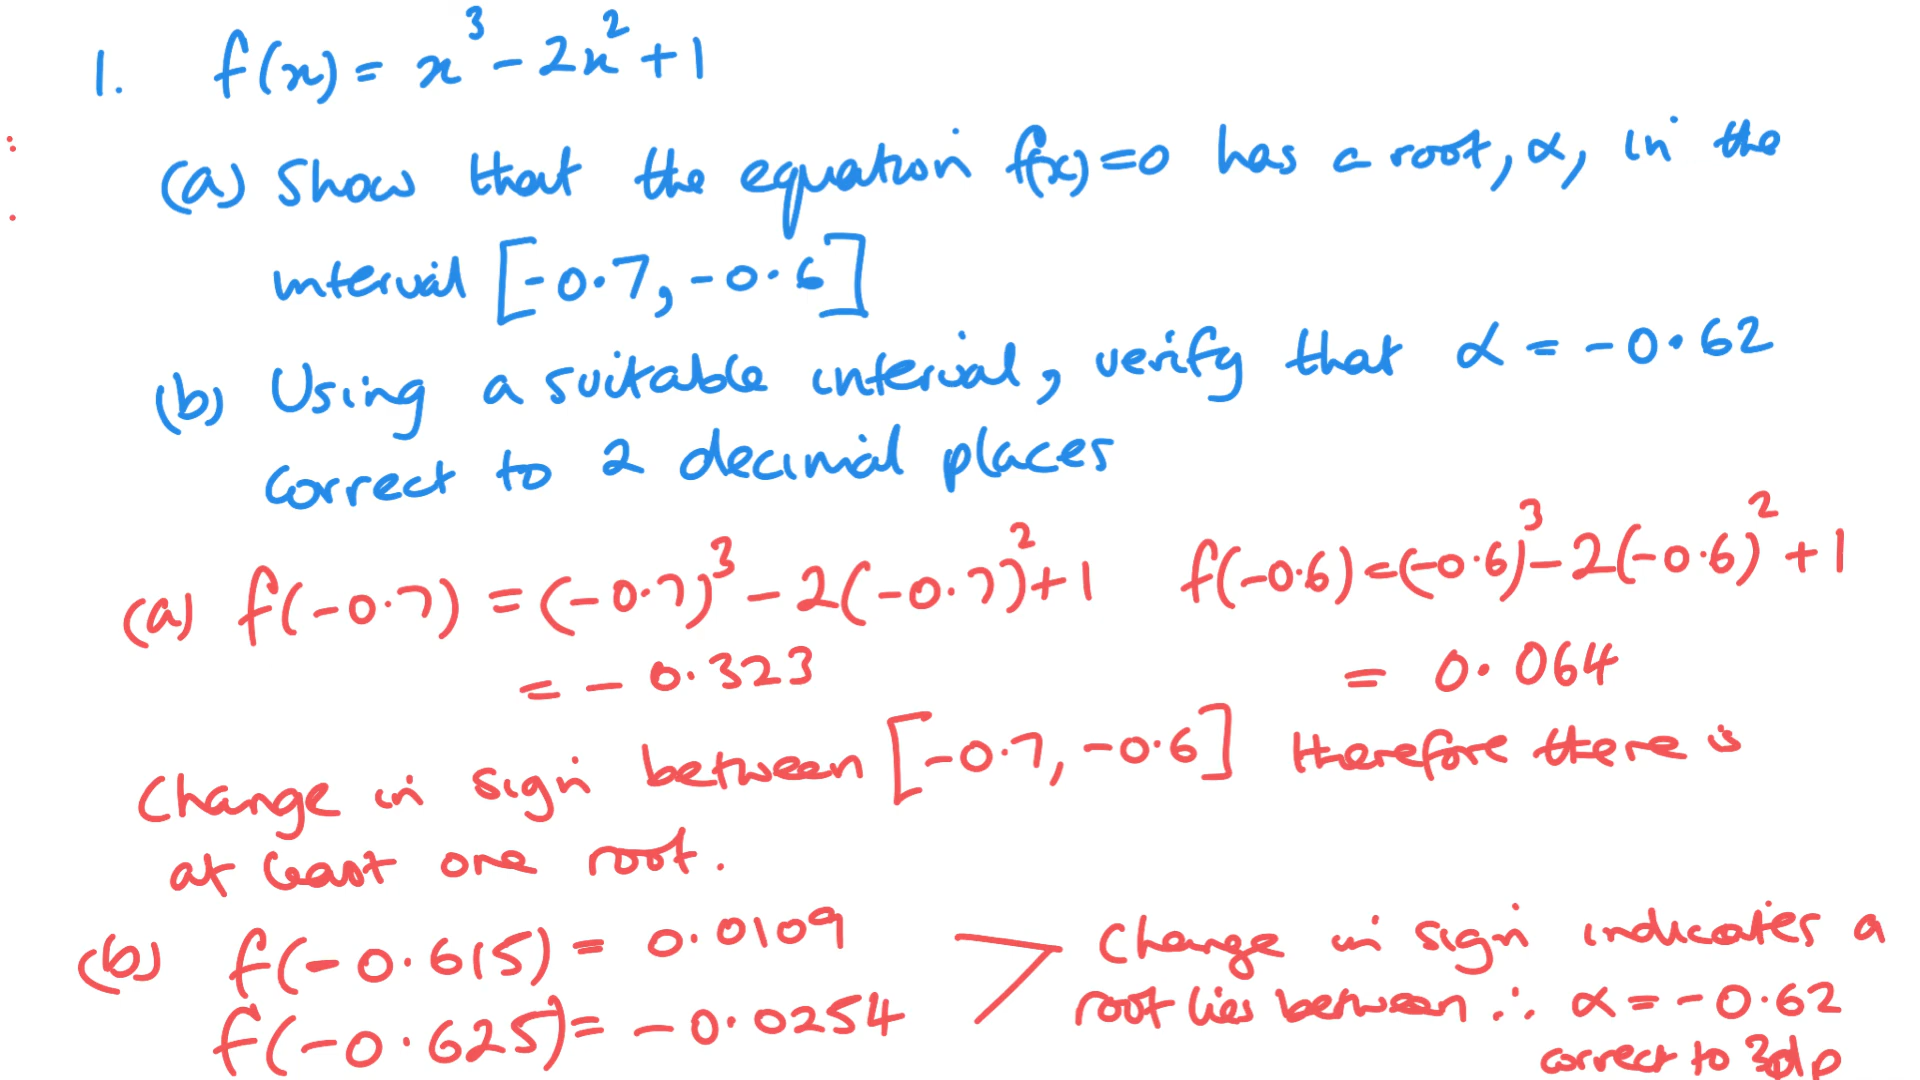 1. f(x) = x³ - 2x² + 1
(a) Show that the equation f(x)=0 has a root, α, in the
interval [-0.7, -0.6]
(b) Using a suitable interval, verify that α = -0.62
correct to 2 decimal places
(a) f(-0.7) = (-0.7)³ - 2(-0.7)² + 1 f(-0.6) = (-0.6)³ - 2(-0.6)² + 1
= -0.323 = 0.064
Change in sign between [-0.7, -0.6] therefore there is
at least one root.
(b) f(-0.615) = 0.0109 Change in sign indicates a
f(-0.625) = -0.0254 root lies between ∴ α = -0.62
correct to dp